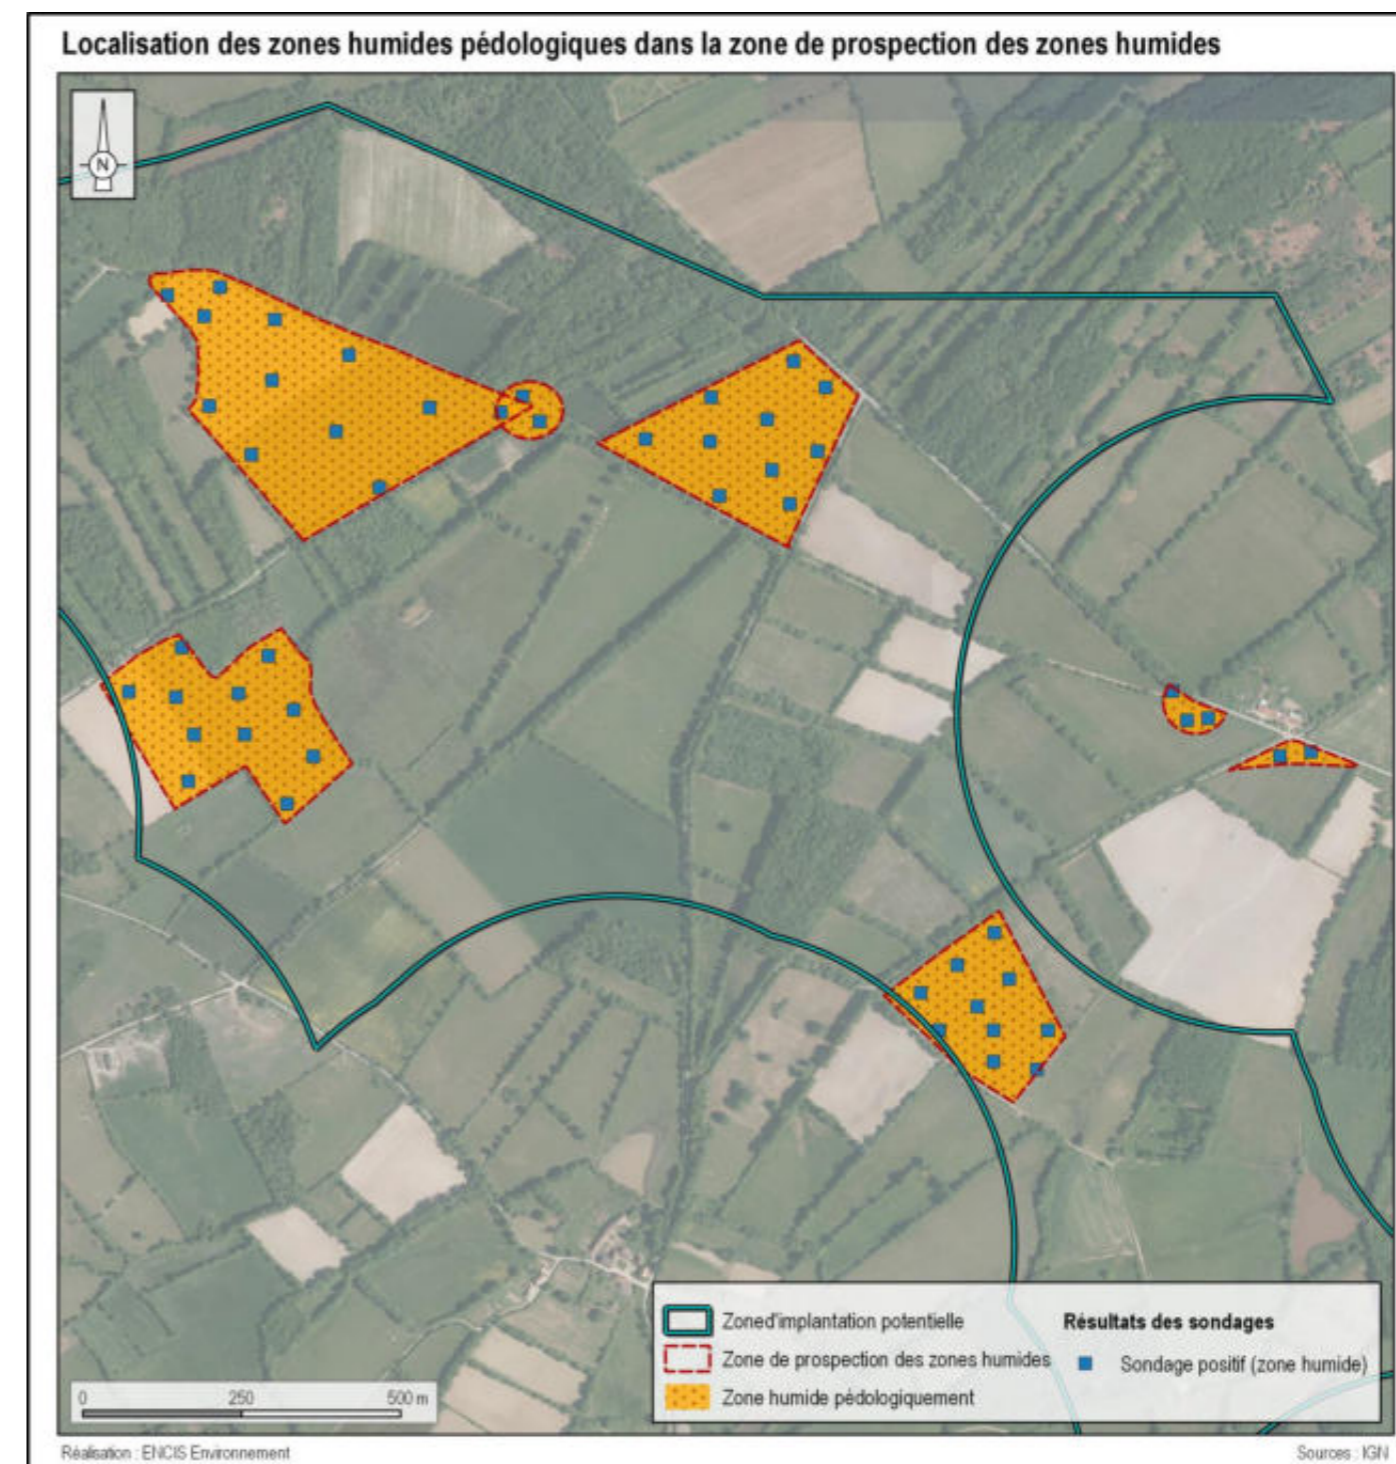 Localisation des zones humides pédologiques dans la zone de prospection des zones humides
N
Zoned'implantation potentielle
Zone de prospection des zones humides
Zone humide pédologiquement
Résultats des sondages
Sondage positif (zone humide)
0 250 500 m
Réalisation : ENCIS Environnement
Sources : IGN